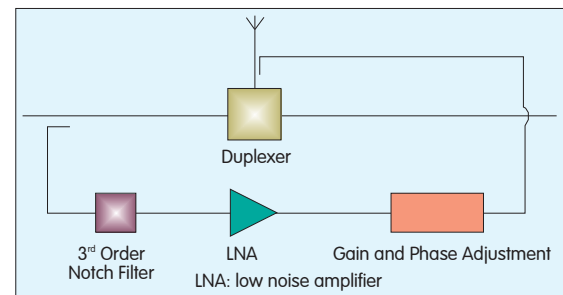 Duplexer
3rd Order
Notch Filter
LNA
Gain and Phase Adjustment
LNA: low noise amplifier